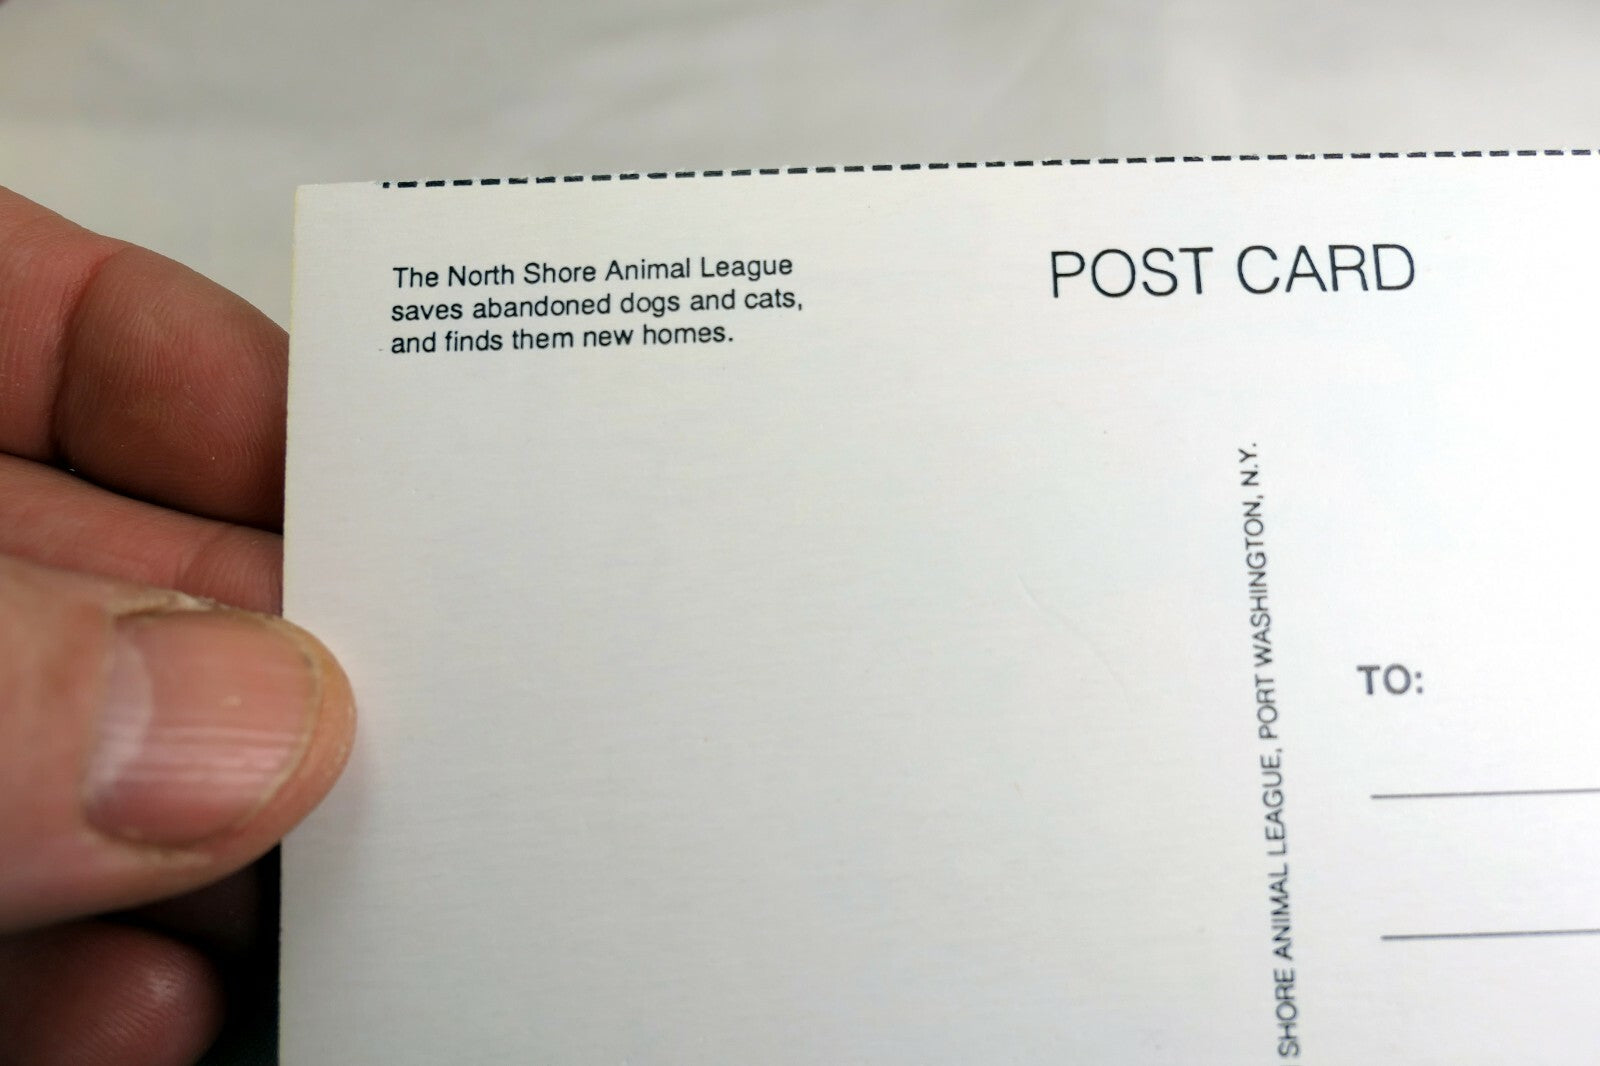 The North Shore Animal League
saves abandoned dogs and cats,
and finds them new homes.
POST CARD
SHORE ANIMAL LEAGUE, PORT WASHINGTON, N.Y.
TO: